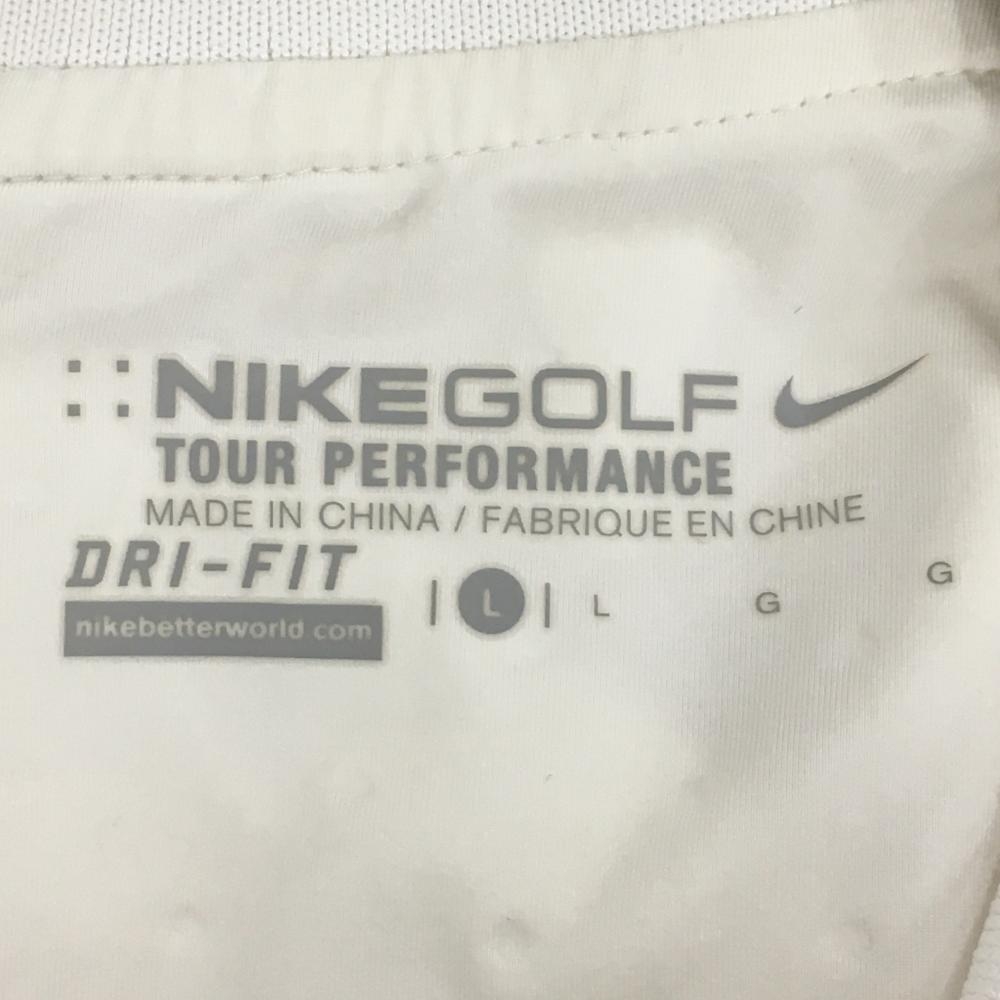 NIKEGOLF
TOUR PERFORMANCE
MADE IN CHINA / FABRIQUE EN CHINE
DRI-FIT
nikebetterworld com
| L | L G G